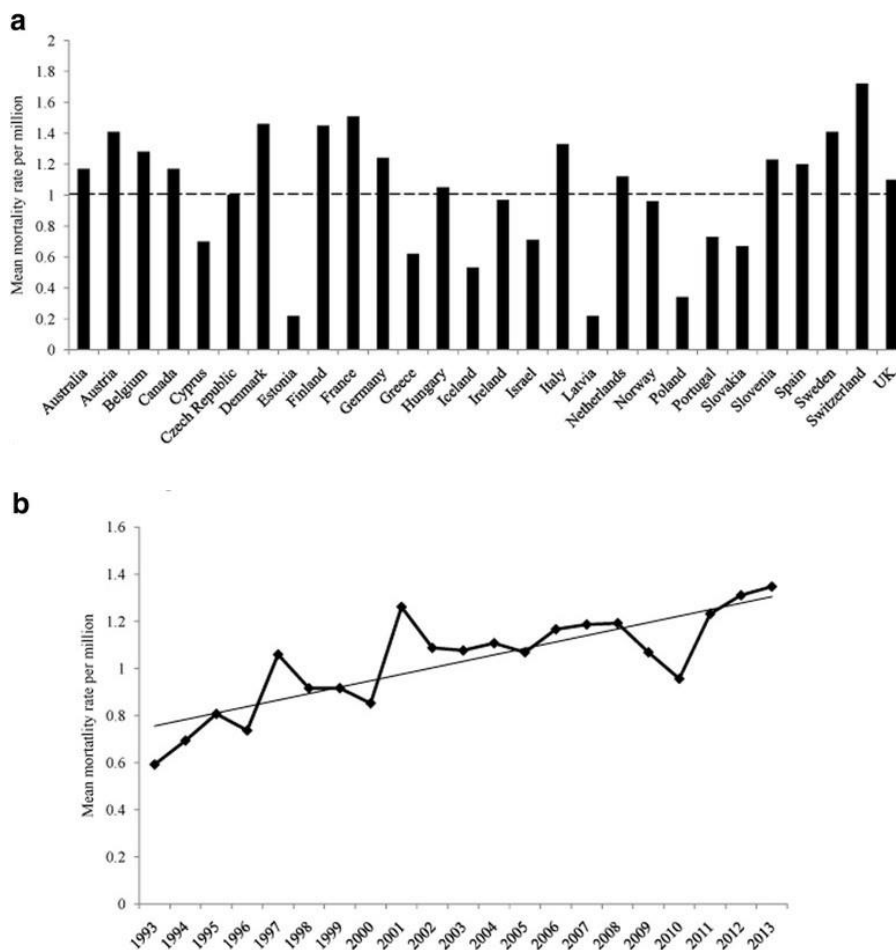 a
Mean mortality rate per million
2
1.8
1.6
1.4
1.2
1
0.8
0.6
0.4
0.2
0
Australia
Austria
Belgium
Canada
Cyprus
Czech Republic
Denmark
Estonia
Finland
France
Germany
Greece
Hungary
Iceland
Ireland
Israel
Italy
Latvia
Netherlands
Norway
Poland
Portugal
Slovakia
Slovenia
Spain
Sweden
Switzerland
UK
b
Mean mortatlity rate per million
1.6
1.4
1.2
1
0.8
0.6
0.4
0.2
0
1993
1994
1995
1996
1997
1998
1999
2000
2001
2002
2003
2004
2005
2006
2007
2008
2009
2010
2011
2012
2013